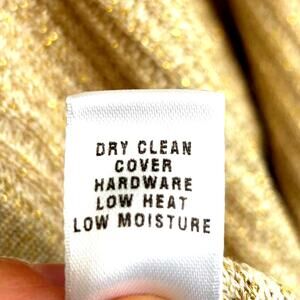 DRY CLEAN
COVER
HARDWARE
LOW HEAT
LOW MOISTURE